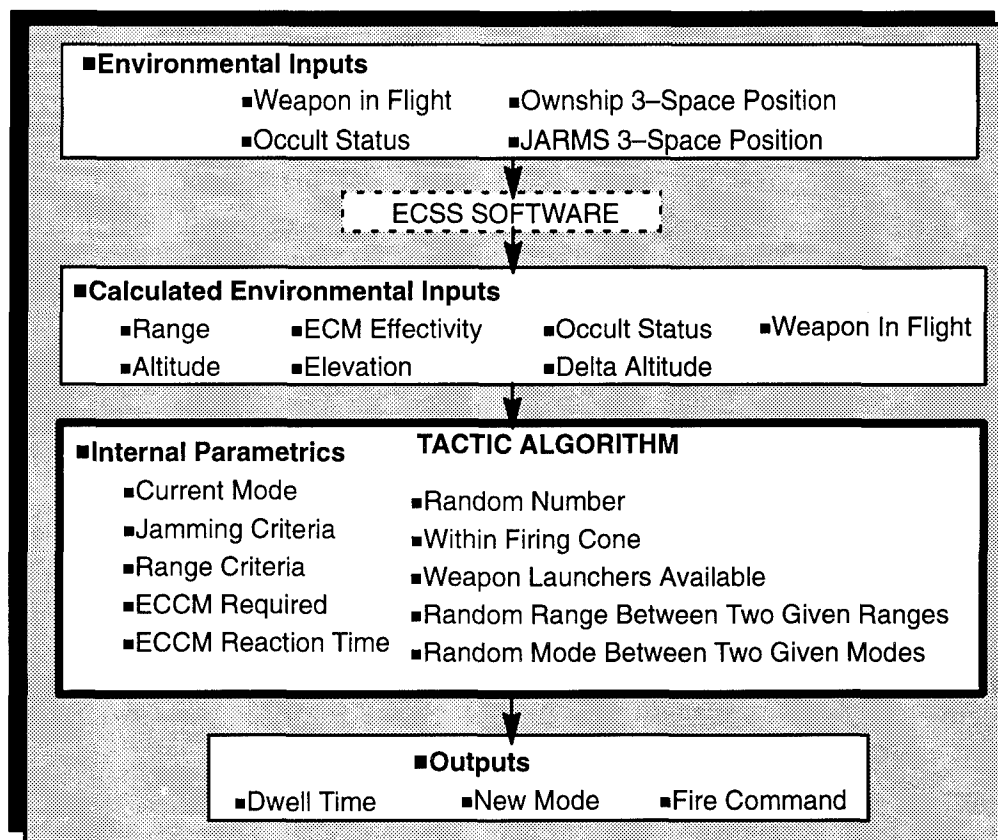 ■Environmental Inputs
■Weapon in Flight ■Ownship 3–Space Position
■Occult Status ■JARMS 3–Space Position
ECSS SOFTWARE
■Calculated Environmental Inputs
■Range ■ECM Effectivity ■Occult Status ■Weapon In Flight
■Altitude ■Elevation ■Delta Altitude
TACTIC ALGORITHM
■Internal Parametrics
■Current Mode
■Jamming Criteria
■Range Criteria
■ECCM Required
■ECCM Reaction Time
■Random Number
■Within Firing Cone
■Weapon Launchers Available
■Random Range Between Two Given Ranges
■Random Mode Between Two Given Modes
■Outputs
■Dwell Time ■New Mode ■Fire Command